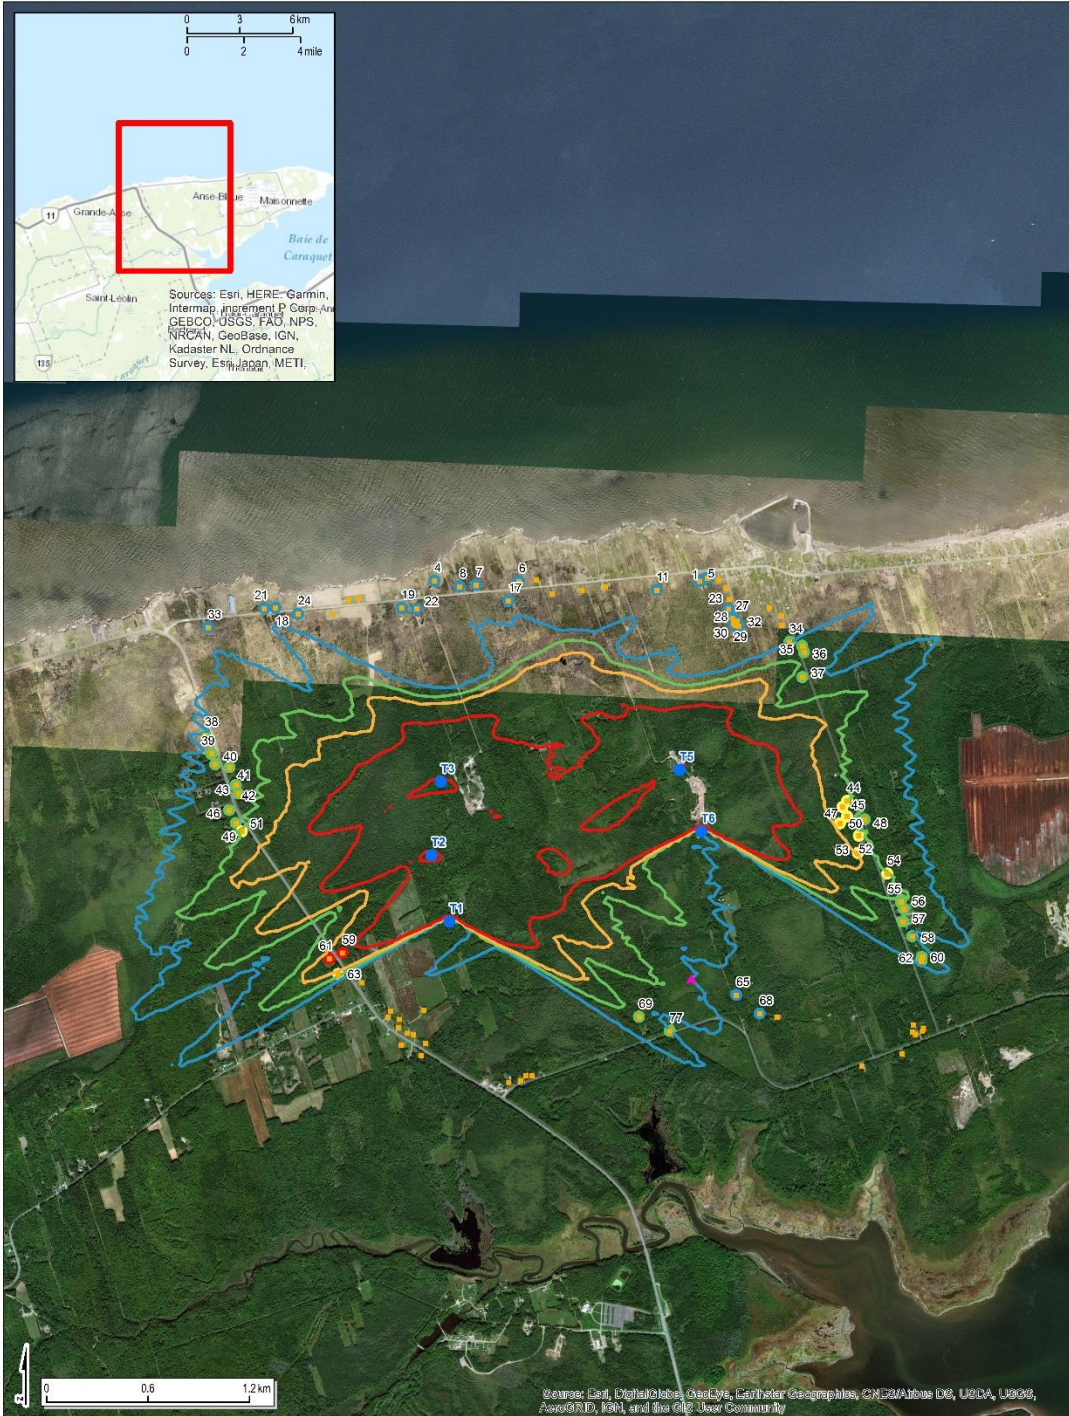 0 3 6 km
0 2 4 mile
11
Grande-Anse
Anse-Bleue
Maisonnette
Baie de
Caraquet
Saint-Léolin
135
Sources: Esri, HERE, Garmin,
Intermap, increment P Corp.,
GEBCO, USGS, FAO, NPS,
NRCAN, GeoBase, IGN,
Kadaster NL, Ordnance
Survey, Esri Japan, METI,
4
8
7
6
17
11
1
5
21
18
24
19
22
33
23
27
28
32
30
29
34
35
36
37
38
39
40
41
43
42
46
49
51
T3
T5
T2
T6
T1
44
45
47
50
48
53
52
54
55
56
57
58
62
60
61
59
63
65
68
69
77
0 0.6 1.2 km
Source: Esri, DigitalGlobe, GeoEye, Earthstar Geographics, CNES/Airbus DS, USDA, USGS,
AeroGRID, IGN, and the GIS User Community